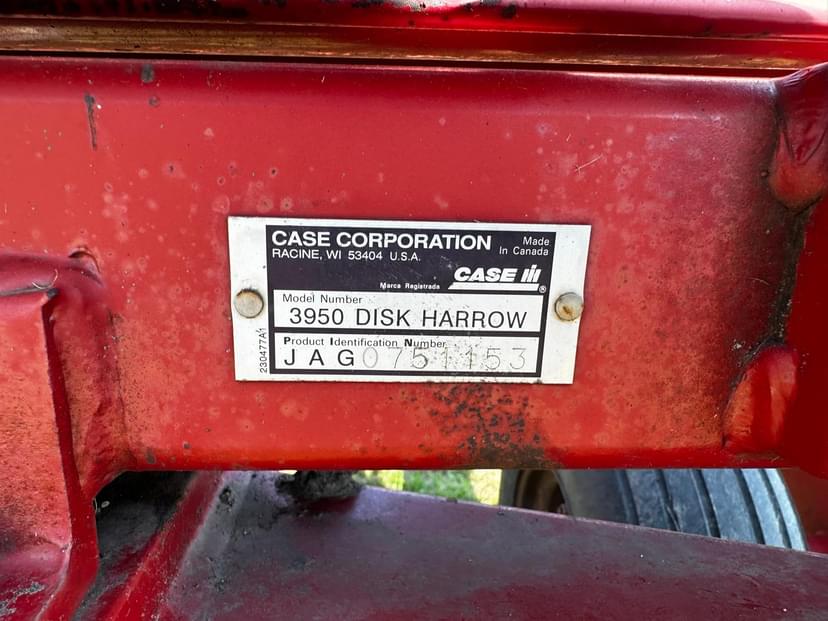 CASE CORPORATION
RACINE, WI 53404 U.S.A.
Made
In Canada
CASE IH
®
Marca Registrada
Model Number
3950 DISK HARROW
Product Identification Number
JAG0751153
230477A1